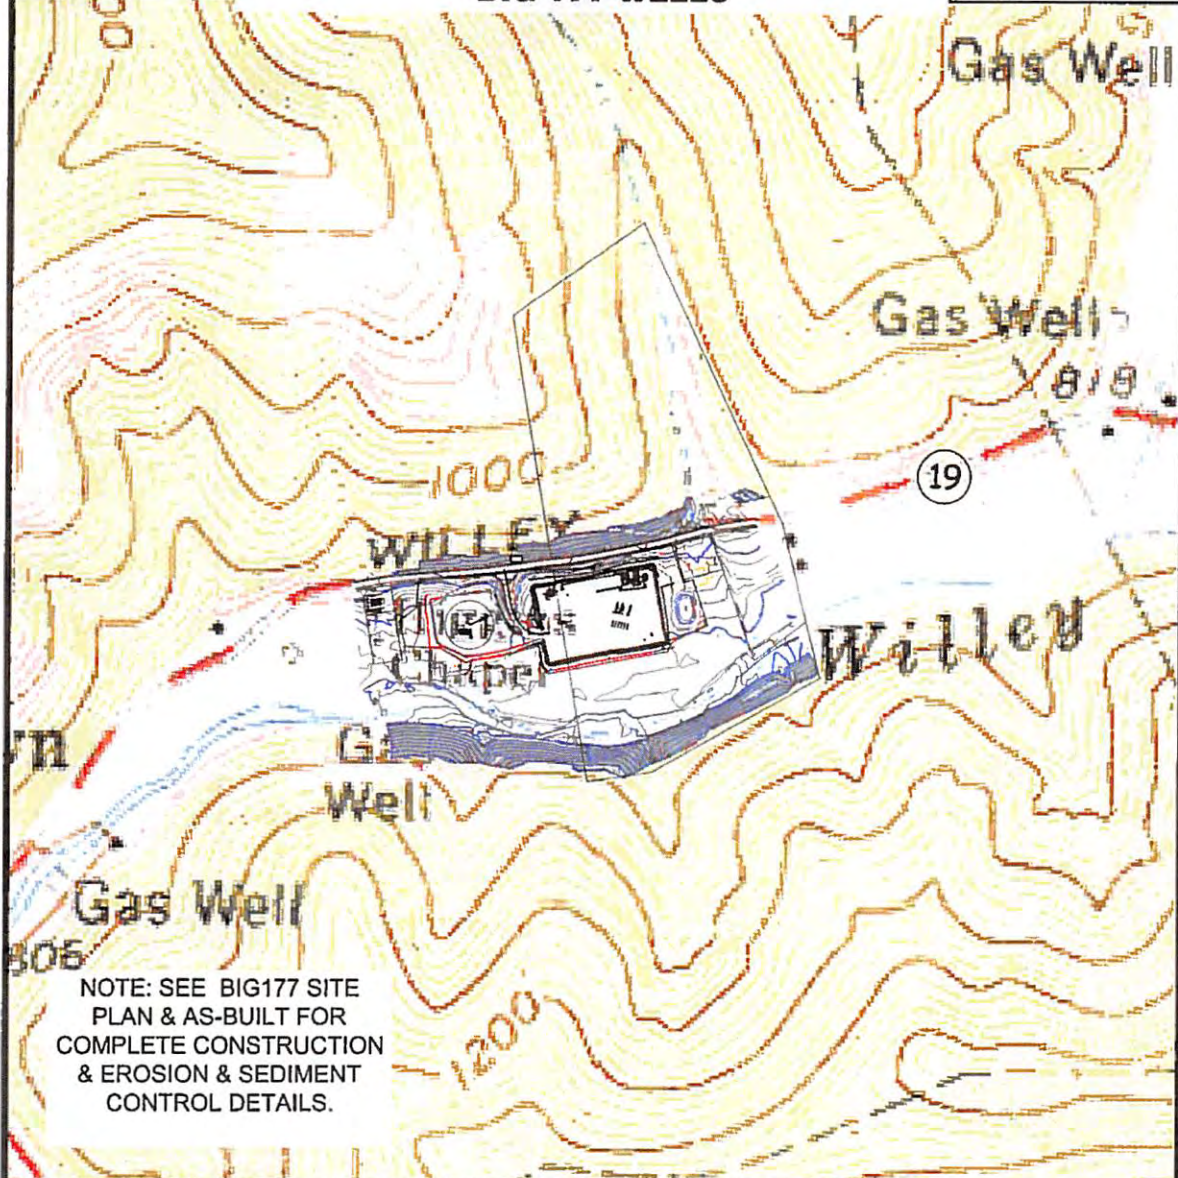 Gas Well
Gas Well
818
19
1000
WILLEY
Willey
Chapel
Well
Gas Well
806
1200
NOTE: SEE BIG177 SITE
PLAN & AS-BUILT FOR
COMPLETE CONSTRUCTION
& EROSION & SEDIMENT
CONTROL DETAILS.